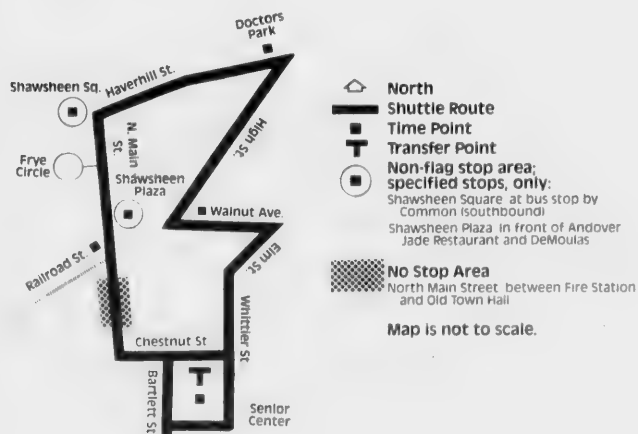 Doctors
Park
Shawsheen Sq.
Haverhill St.
N. Main
St.
High St.
Frye
Circle
Shawsheen
Plaza
Walnut Ave.
Elm St.
Railroad St.
Whittier St
Chestnut St
Bartlett St
T
Senior
Center
North
Shuttle Route
Time Point
T Transfer Point
Non-flag stop area;
specified stops, only:
Shawsheen Square at bus stop by
Common (southbound)
Shawsheen Plaza in front of Andover
Jade Restaurant and DeMoulas
No Stop Area
North Main Street between Fire Station
and Old Town Hall
Map is not to scale.